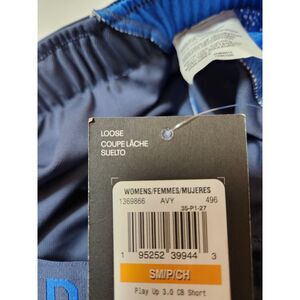 LOOSE
COUPE LÂCHE
SUELTO
WOMENS/FEMMES/MUJERES
1369866 AVY 496
35-P1-27
1 95252 39944 3
SM/P/CH
Play Up 3.0 CB Short